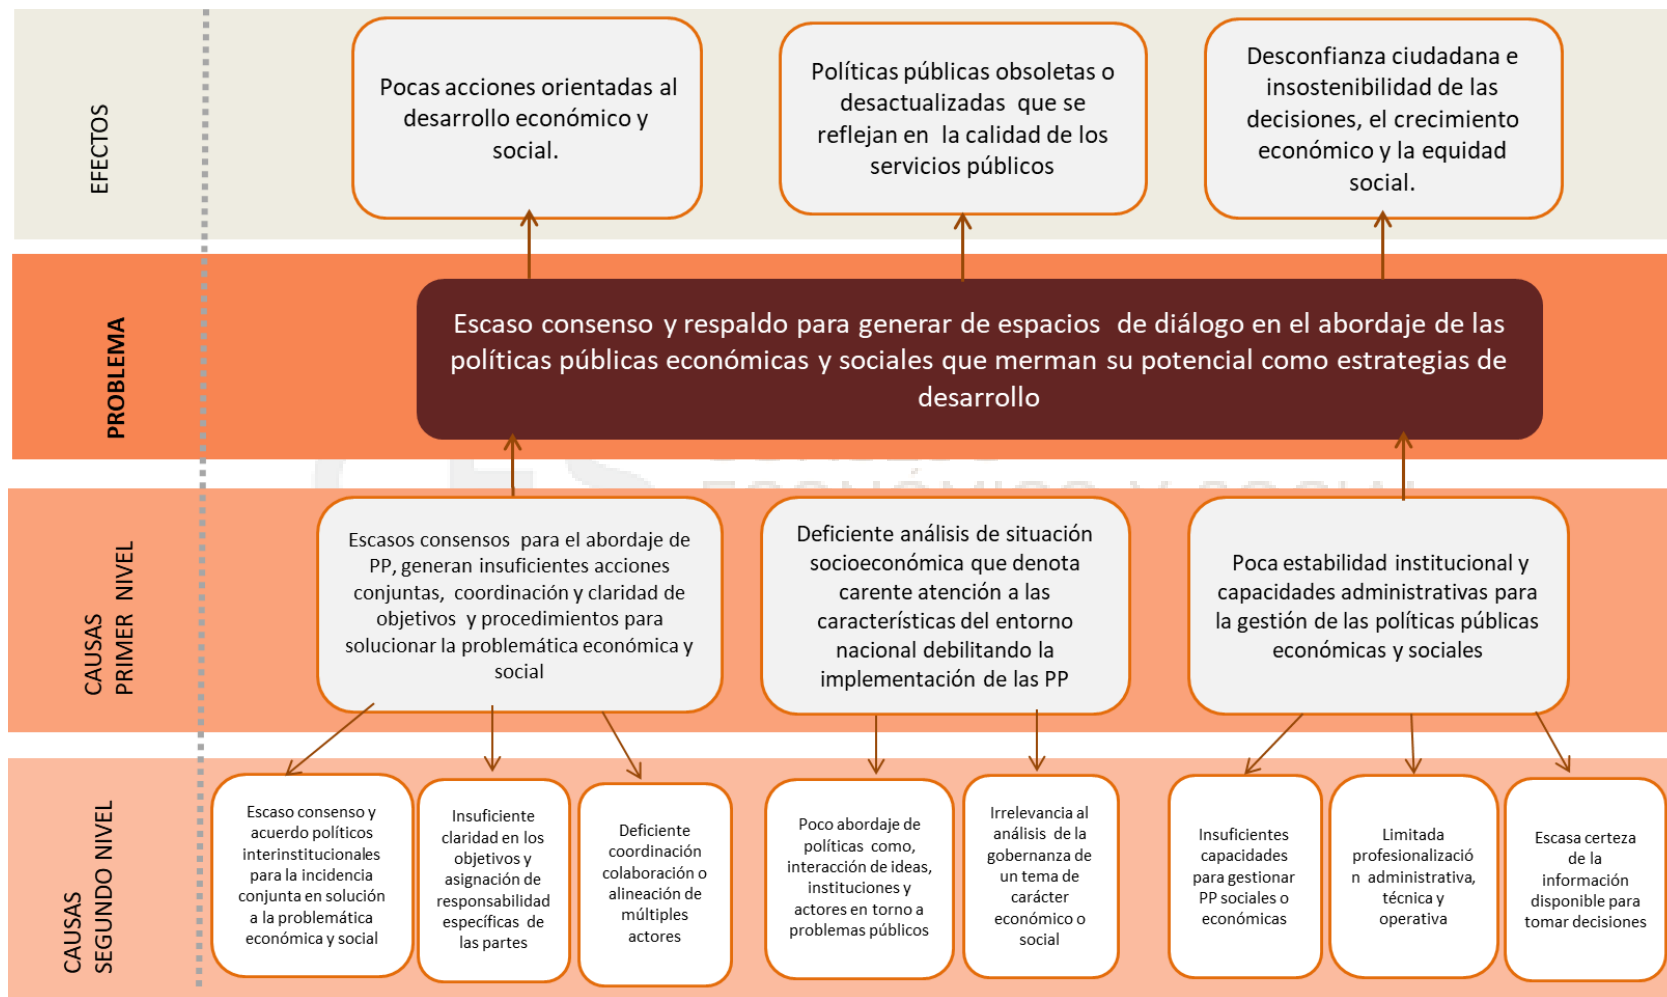 EFECTOS
Pocas acciones orientadas al
desarrollo económico y
social.
Políticas públicas obsoletas o
desactualizadas que se
reflejan en la calidad de los
servicios públicos
Desconfianza ciudadana e
insostenibilidad de las
decisiones, el crecimiento
económico y la equidad
social.
PROBLEMA
Escaso consenso y respaldo para generar de espacios de diálogo en el abordaje de las
políticas públicas económicas y sociales que merman su potencial como estrategias de
desarrollo
CAUSAS
PRIMER NIVEL
Escasos consensos para el abordaje de
PP, generan insuficientes acciones
conjuntas, coordinación y claridad de
objetivos y procedimientos para
solucionar la problemática económica y
social
Deficiente análisis de situación
socioeconómica que denota
carente atención a las
características del entorno
nacional debilitando la
implementación de las PP
Poca estabilidad institucional y
capacidades administrativas para
la gestión de las políticas públicas
económicas y sociales
CAUSAS
SEGUNDO NIVEL
Escaso consenso y
acuerdo políticos
interinstitucionales
para la incidencia
conjunta en solución
a la problemática
económica y social
Insuficiente
claridad en los
objetivos y
asignación de
responsabilidad
específicas de
las partes
Deficiente
coordinación
colaboración o
alineación de
múltiples
actores
Poco abordaje de
políticas como,
interacción de ideas,
instituciones y
actores en torno a
problemas públicos
Irrelevancia al
análisis de la
gobernanza de
un tema de
carácter
económico o
social
Insuficientes
capacidades
para gestionar
PP sociales o
económicas
Limitada
profesionalizació
n administrativa,
técnica y
operativa
Escasa certeza
de la
información
disponible para
tomar decisiones